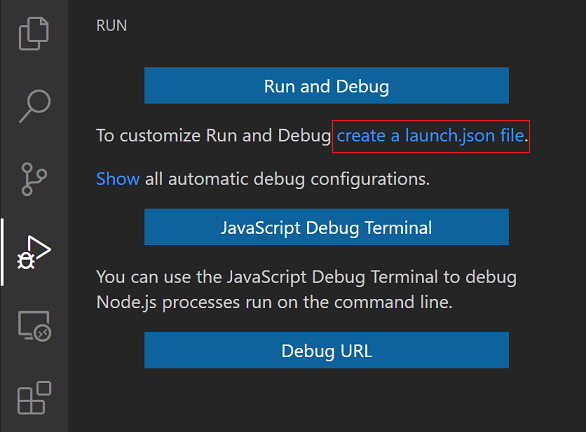 RUN
Run and Debug
To customize Run and Debug create a launch.json file.
Show all automatic debug configurations.
JavaScript Debug Terminal
You can use the JavaScript Debug Terminal to debug
Node.js processes run on the command line.
Debug URL